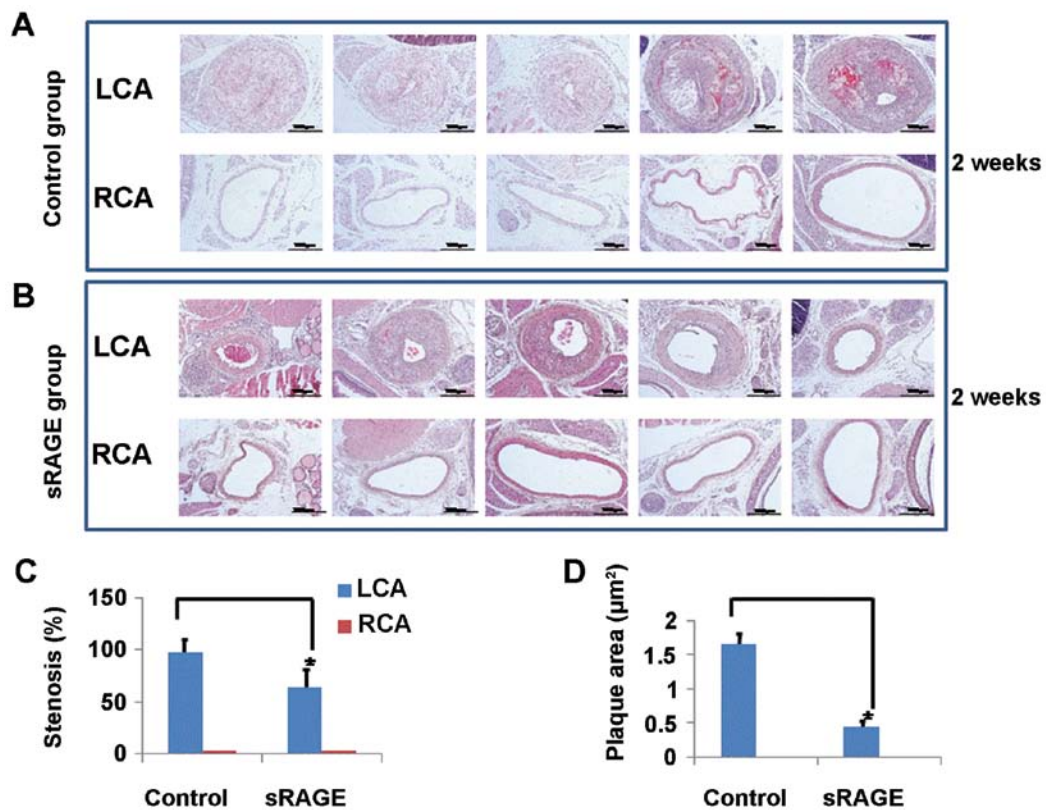 A
Control group
LCA
RCA
2 weeks
B
sRAGE group
LCA
RCA
2 weeks
C
Stenosis (%)
150
100
50
0
LCA
RCA
*
Control sRAGE
D
Plaque area (µm²)
2
1.5
1
0.5
0
*
Control sRAGE